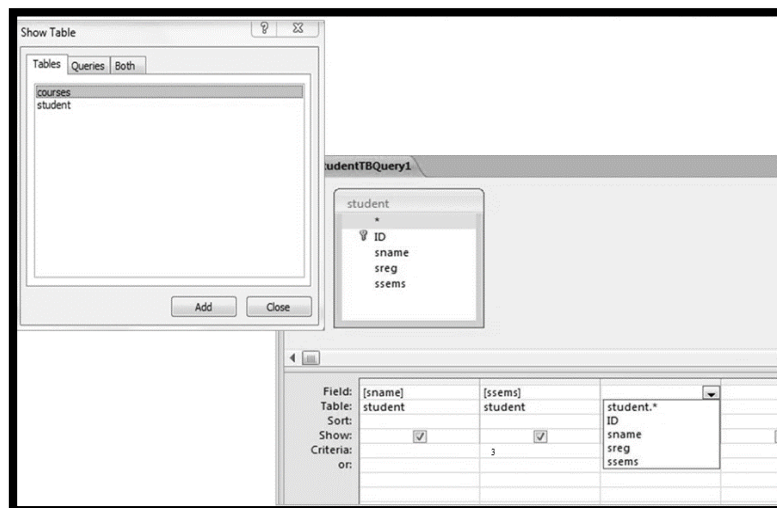 Show Table
Tables Queries Both
courses
student
Add Close
tudentTBQuery1
student
*
ID
sname
sreg
ssems
Field: [sname] [ssems]
Table: student student student.*
Sort: ID
Show: sname
Criteria: 3 sreg
or: ssems